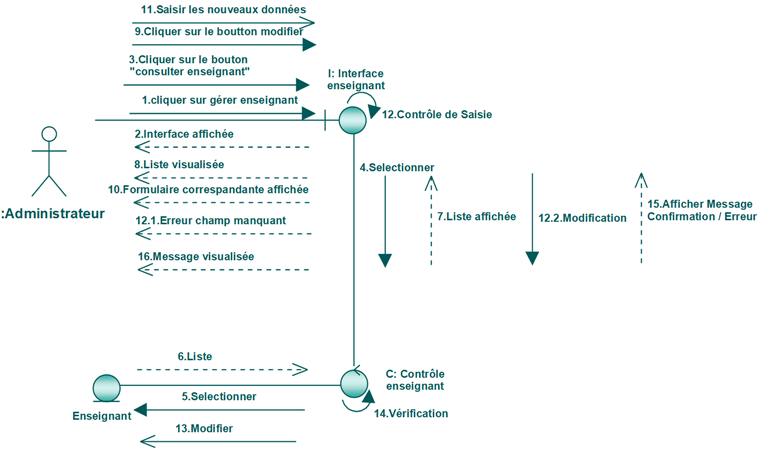 11.Saisir les nouveaux données
9.Cliquer sur le boutton modifier
3.Cliquer sur le bouton
"consulter enseignant"
I: Interface
enseignant
1.cliquer sur gérer enseignant
12.Contrôle de Saisie
2.Interface affichée
8.Liste visualisée
4.Selectionner
10.Formulaire correspandante affichée
:Administrateur
12.1.Erreur champ manquant
7.Liste affichée
12.2.Modification
15.Afficher Message
Confirmation / Erreur
16.Message visualisée
6.Liste
C: Contrôle
enseignant
5.Selectionner
Enseignant
14.Vérification
13.Modifier